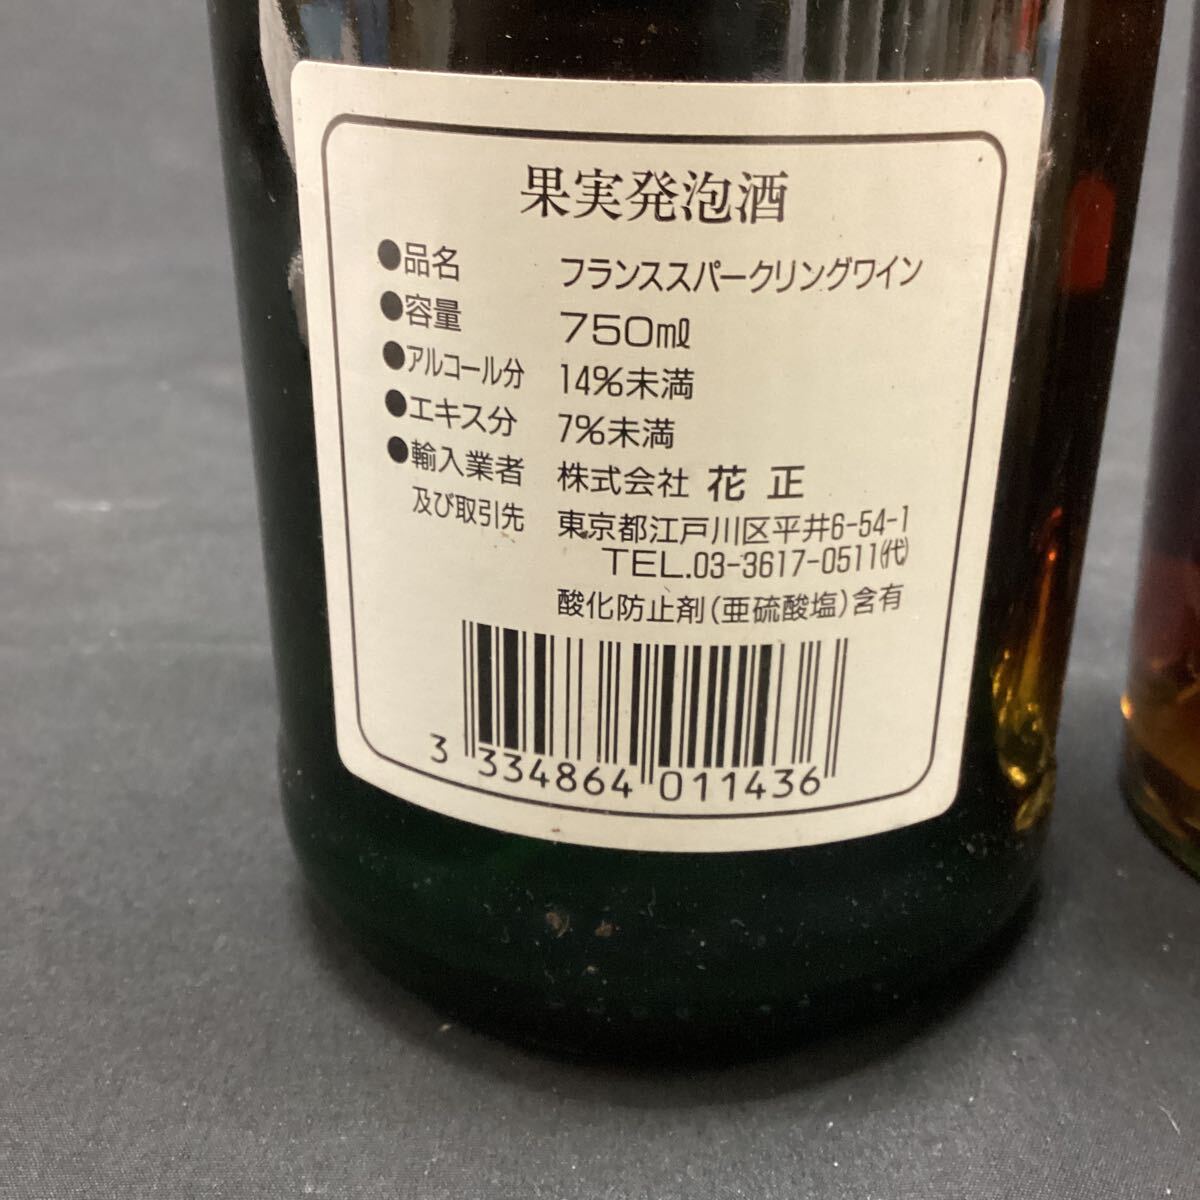 果実発泡酒
●品名 フランススパークリングワイン
●容量 750㎖
●アルコール分 14%未満
●エキス分 7%未満
●輸入業者 株式会社 花正
及び取引先 東京都江戸川区平井6-54-1
TEL.03-3617-0511(代)
酸化防止剤(亜硫酸塩)含有
3 334864 011436